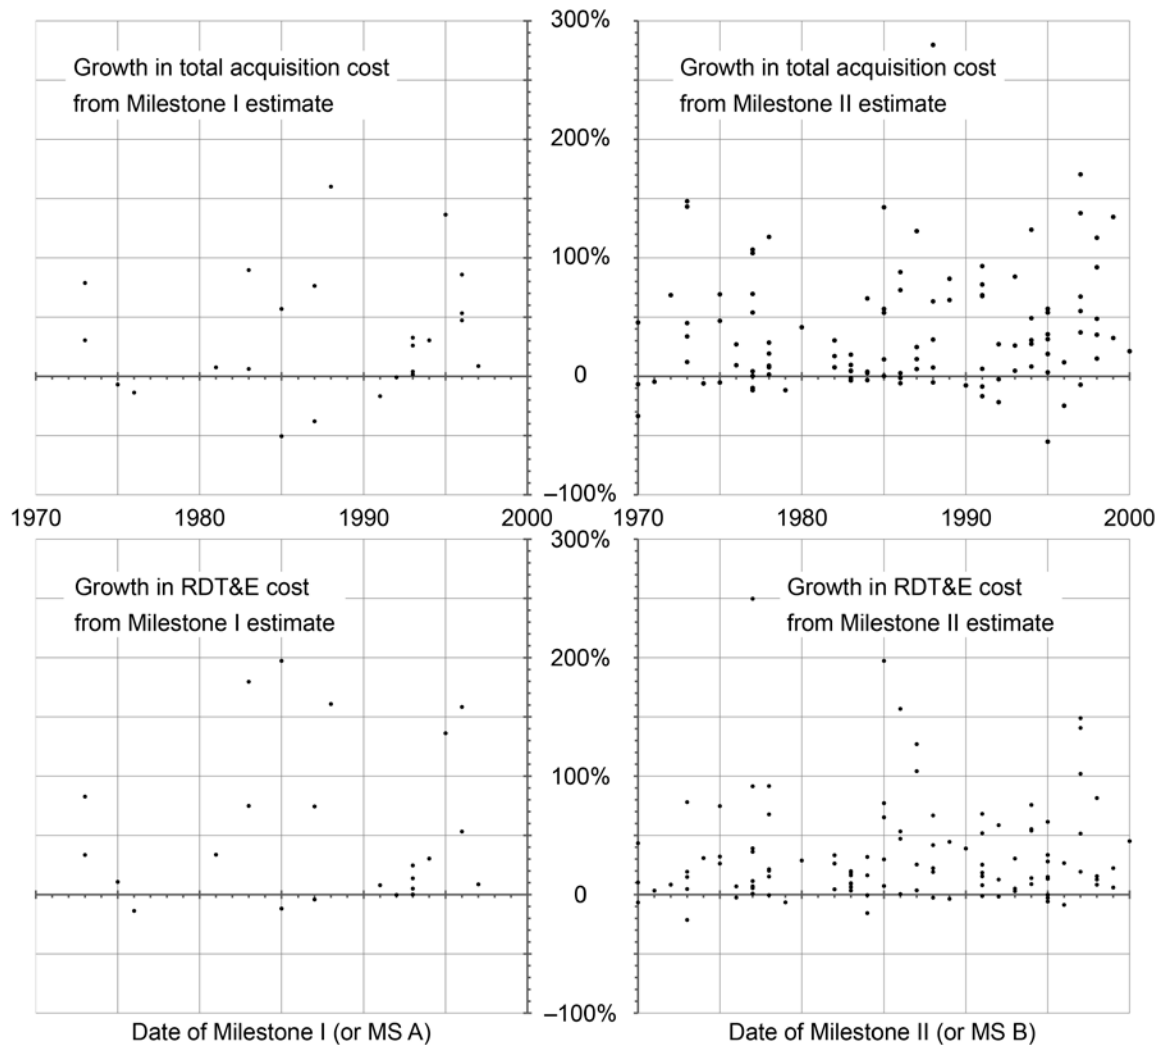 300%
Growth in total acquisition cost
from Milestone I estimate
Growth in total acquisition cost
from Milestone II estimate
200%
100%
0
–100%
1970 1980 1990 2000
1970 1980 1990 2000
300%
Growth in RDT&E cost
from Milestone I estimate
Growth in RDT&E cost
from Milestone II estimate
200%
100%
0
–100%
Date of Milestone I (or MS A)
Date of Milestone II (or MS B)